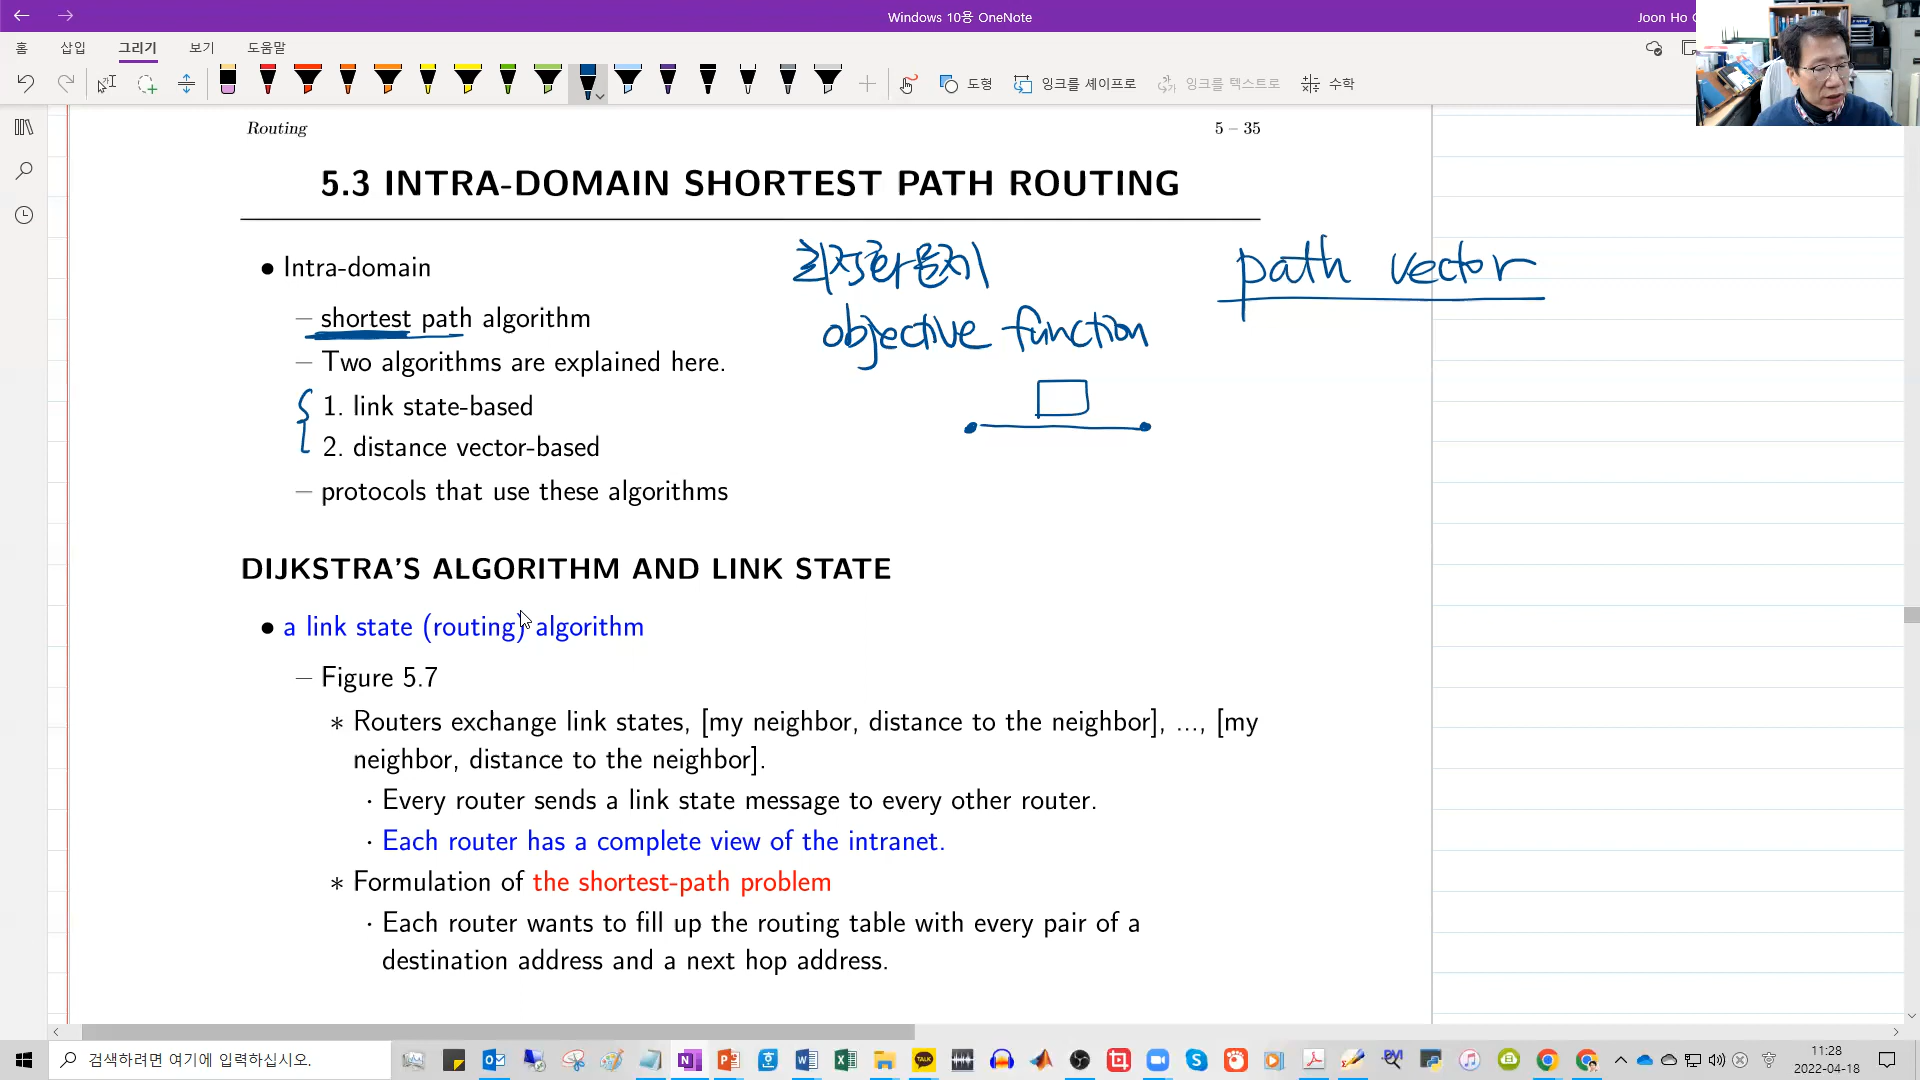 Windows 10용 OneNote
Joon Ho
홈 삽입 그리기 보기 도움말
도형 잉크를 셰이프로 잉크를 텍스트로 수학
Routing 5 – 35
5.3 INTRA-DOMAIN SHORTEST PATH ROUTING
• Intra-domain
– shortest path algorithm
– Two algorithms are explained here.
1. link state-based
2. distance vector-based
– protocols that use these algorithms
최적화문제
objective function
path vector
DIJKSTRA'S ALGORITHM AND LINK STATE
• a link state (routing) algorithm
– Figure 5.7
∗ Routers exchange link states, [my neighbor, distance to the neighbor], ..., [my
neighbor, distance to the neighbor].
· Every router sends a link state message to every other router.
· Each router has a complete view of the intranet.
∗ Formulation of the shortest-path problem
· Each router wants to fill up the routing table with every pair of a
destination address and a next hop address.
검색하려면 여기에 입력하십시오.
11:28
2022-04-18